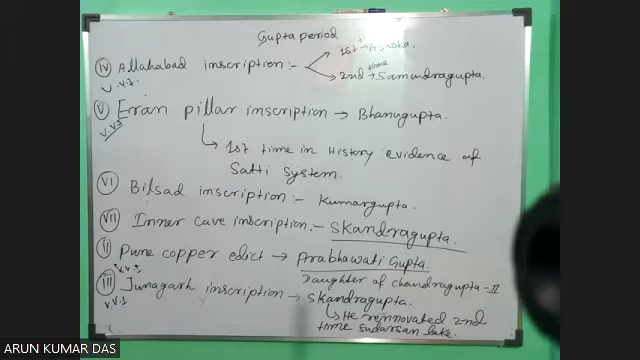 Gupta period
1st time → Ashoka.
(iv) Allahabad inscription :-
2nd time → Samundragupta.
v.v.I
(v) Eran pillar inscription → Bhanugupta.
v.v.I
1st time in History evidence of
Satti System.
(vi) Bilsad inscription :- Kumargupta.
(vii) Inner cave inscription :- Skandragupta.
(ii) Pune copper edict → Prabhawati Gupta.
v.v.I
Daughter of chandragupta-II
(iii) Junagarh inscription → Skandragupta.
v.v.I
He rennovated 2nd
time sudarsan lake.
ARUN KUMAR DAS